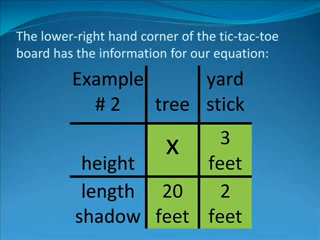 The lower-right hand corner of the tic-tac-toe
board has the information for our equation:
Example
# 2
tree
yard
stick
height
x
3
feet
length
shadow
20
feet
2
feet